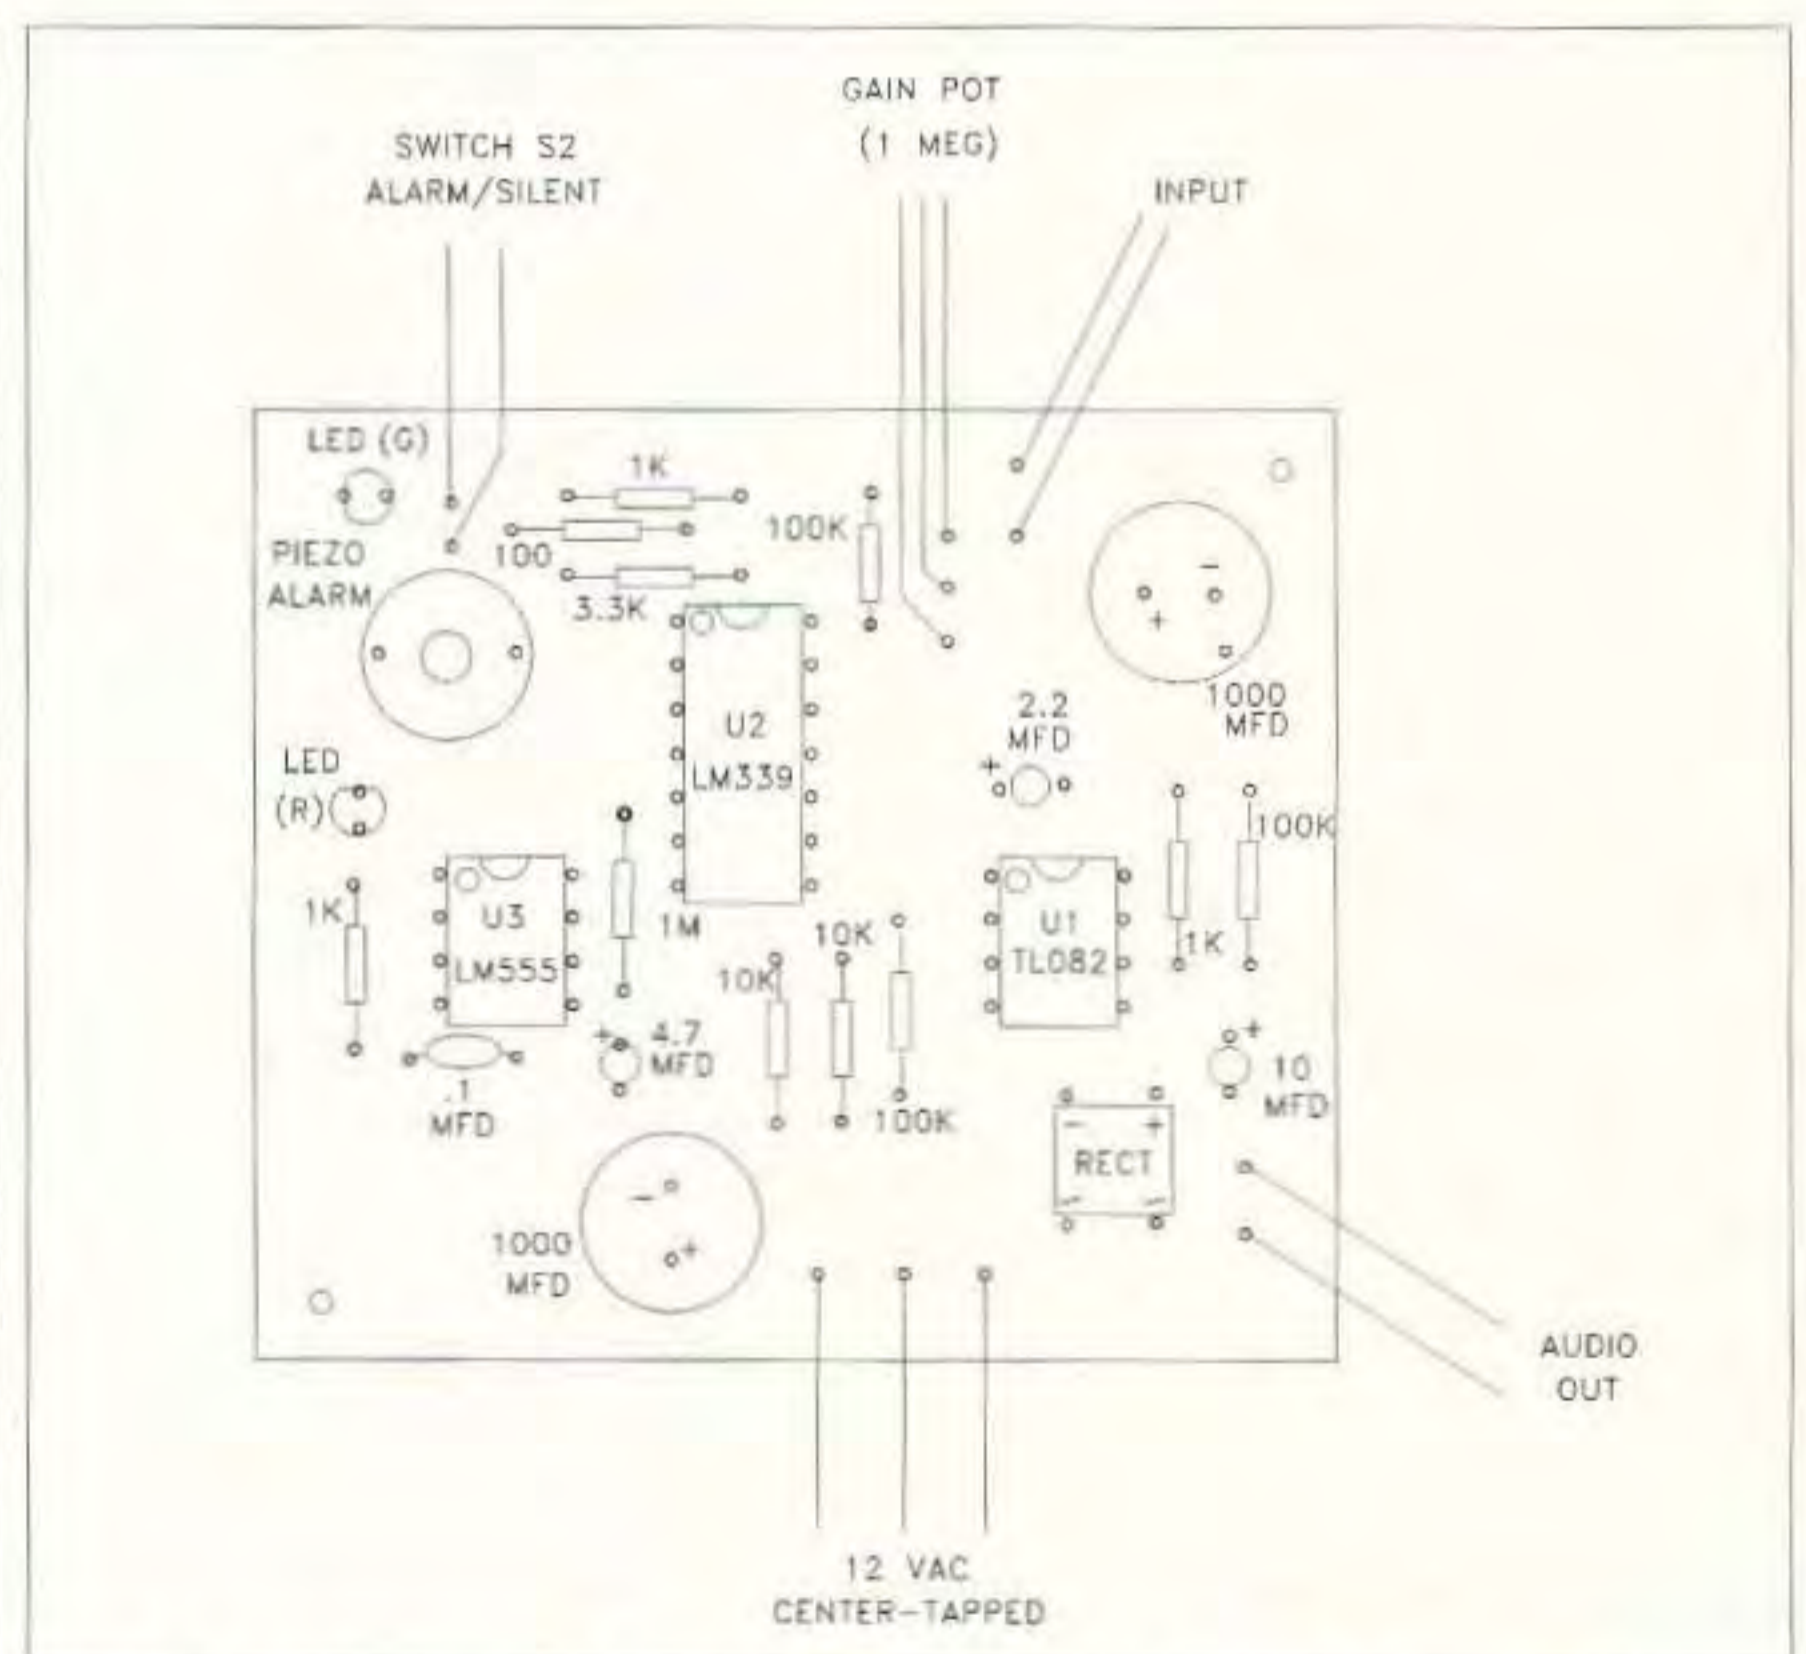 GAIN POT
(1 MEG)
SWITCH S2
ALARM/SILENT
INPUT
LED (G)
1K
100K
100
PIEZO
ALARM
3.3K
-
+
1000
MFD
U2
LM339
2.2
MFD
+
LED
(R)
100K
1K
U3
LM555
1M
10K
10K
U1
TL082
1K
+
4.7
MFD
+
10
MFD
.1
MFD
100K
- +
RECT
~ ~
-
+
1000
MFD
AUDIO
OUT
12 VAC
CENTER-TAPPED